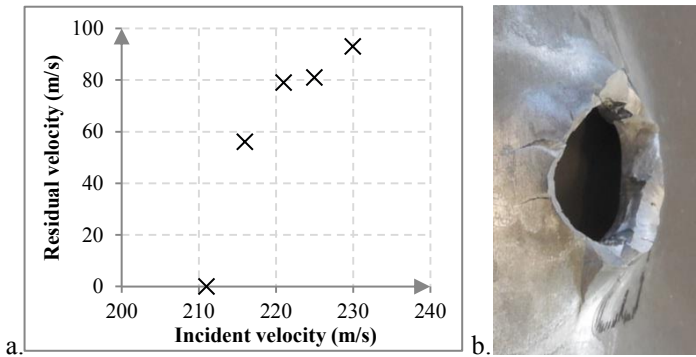 100
80
60
40
20
0
200 210 220 230 240
Residual velocity (m/s)
Incident velocity (m/s)
a.
b.